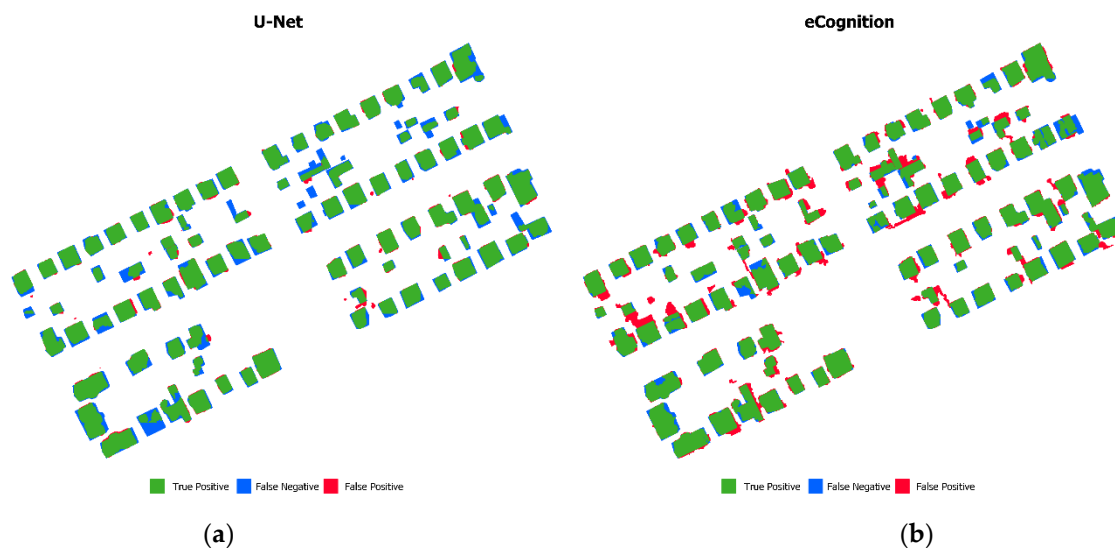 U-Net
eCognition
True Positive False Negative False Positive
True Positive False Negative False Positive
(a)
(b)